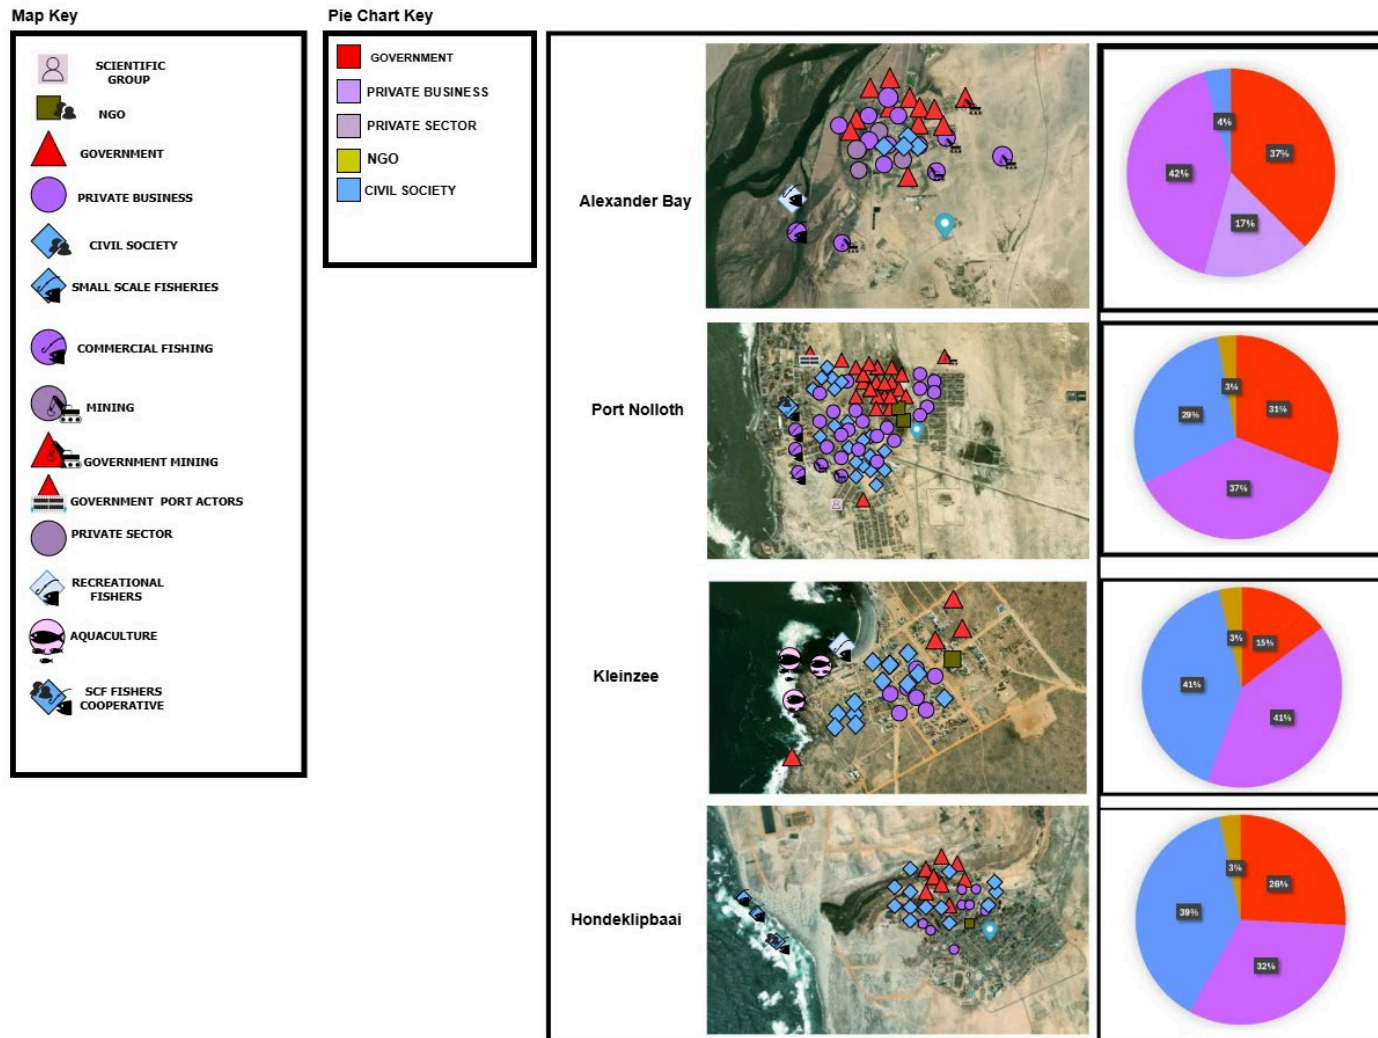 Map Key
SCIENTIFIC
GROUP
NGO
GOVERNMENT
PRIVATE BUSINESS
CIVIL SOCIETY
SMALL SCALE FISHERIES
COMMERCIAL FISHING
MINING
GOVERNMENT MINING
GOVERNMENT PORT ACTORS
PRIVATE SECTOR
RECREATIONAL
FISHERS
AQUACULTURE
SCF FISHERS
COOPERATIVE
Pie Chart Key
GOVERNMENT
PRIVATE BUSINESS
PRIVATE SECTOR
NGO
CIVIL SOCIETY
Alexander Bay
4%
37%
42%
17%
Port Nolloth
3%
31%
29%
37%
Kleinzee
3%
15%
41%
41%
Hondeklipbaai
3%
26%
39%
32%